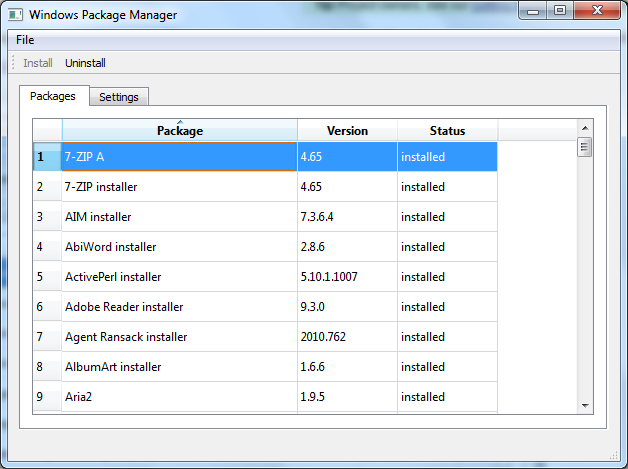 Windows Package Manager
File
Install Uninstall
Packages Settings
Package Version Status
1 7-ZIP A 4.65 installed
2 7-ZIP installer 4.65 installed
3 AIM installer 7.3.6.4 installed
4 AbiWord installer 2.8.6 installed
5 ActivePerl installer 5.10.1.1007 installed
6 Adobe Reader installer 9.3.0 installed
7 Agent Ransack installer 2010.762 installed
8 AlbumArt installer 1.6.6 installed
9 Aria2 1.9.5 installed